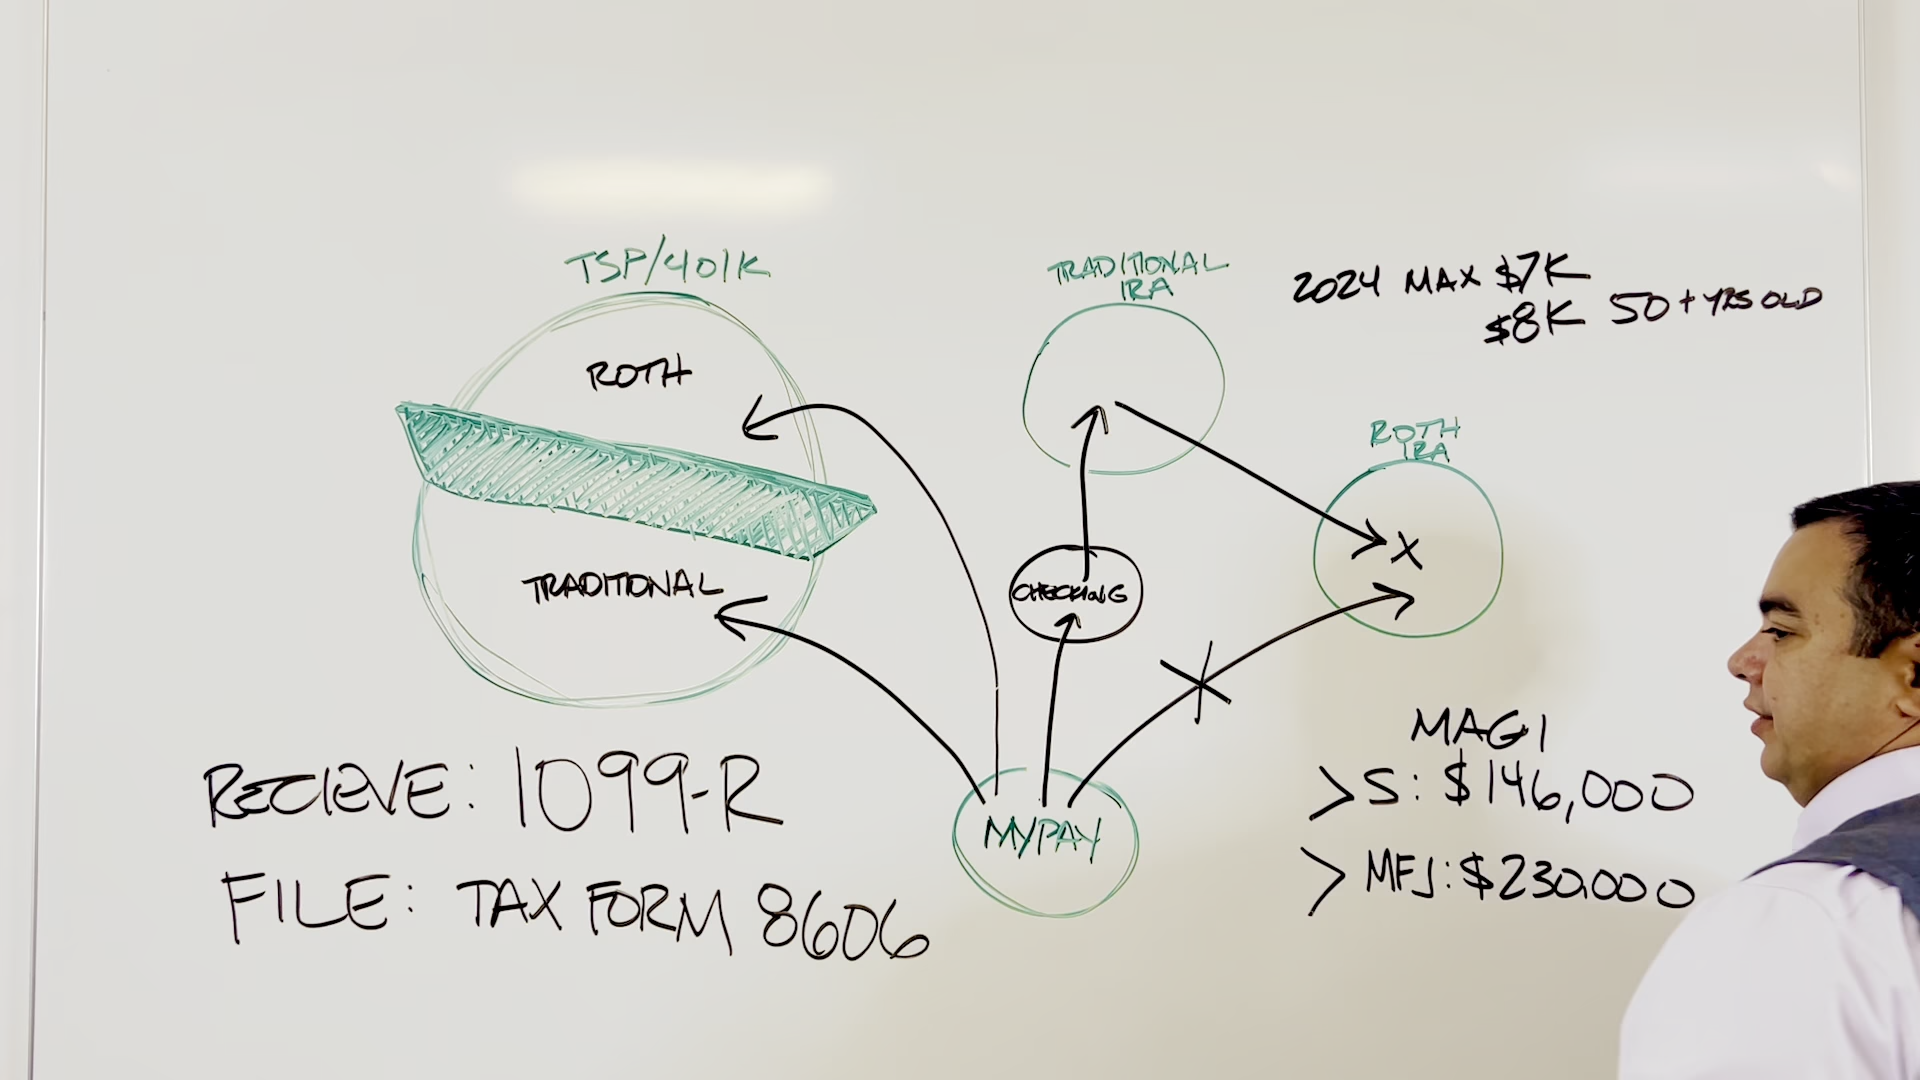 TSP/401K
ROTH
TRADITIONAL
TRADITIONAL
IRA
2024 MAX $7K
$8K 50+ YRS OLD
ROTH
IRA
X
CHECKING
MYPAY
MAGI
> S: $146,000
> MFJ: $230,000
RECIEVE: 1099-R
FILE: TAX FORM 8606